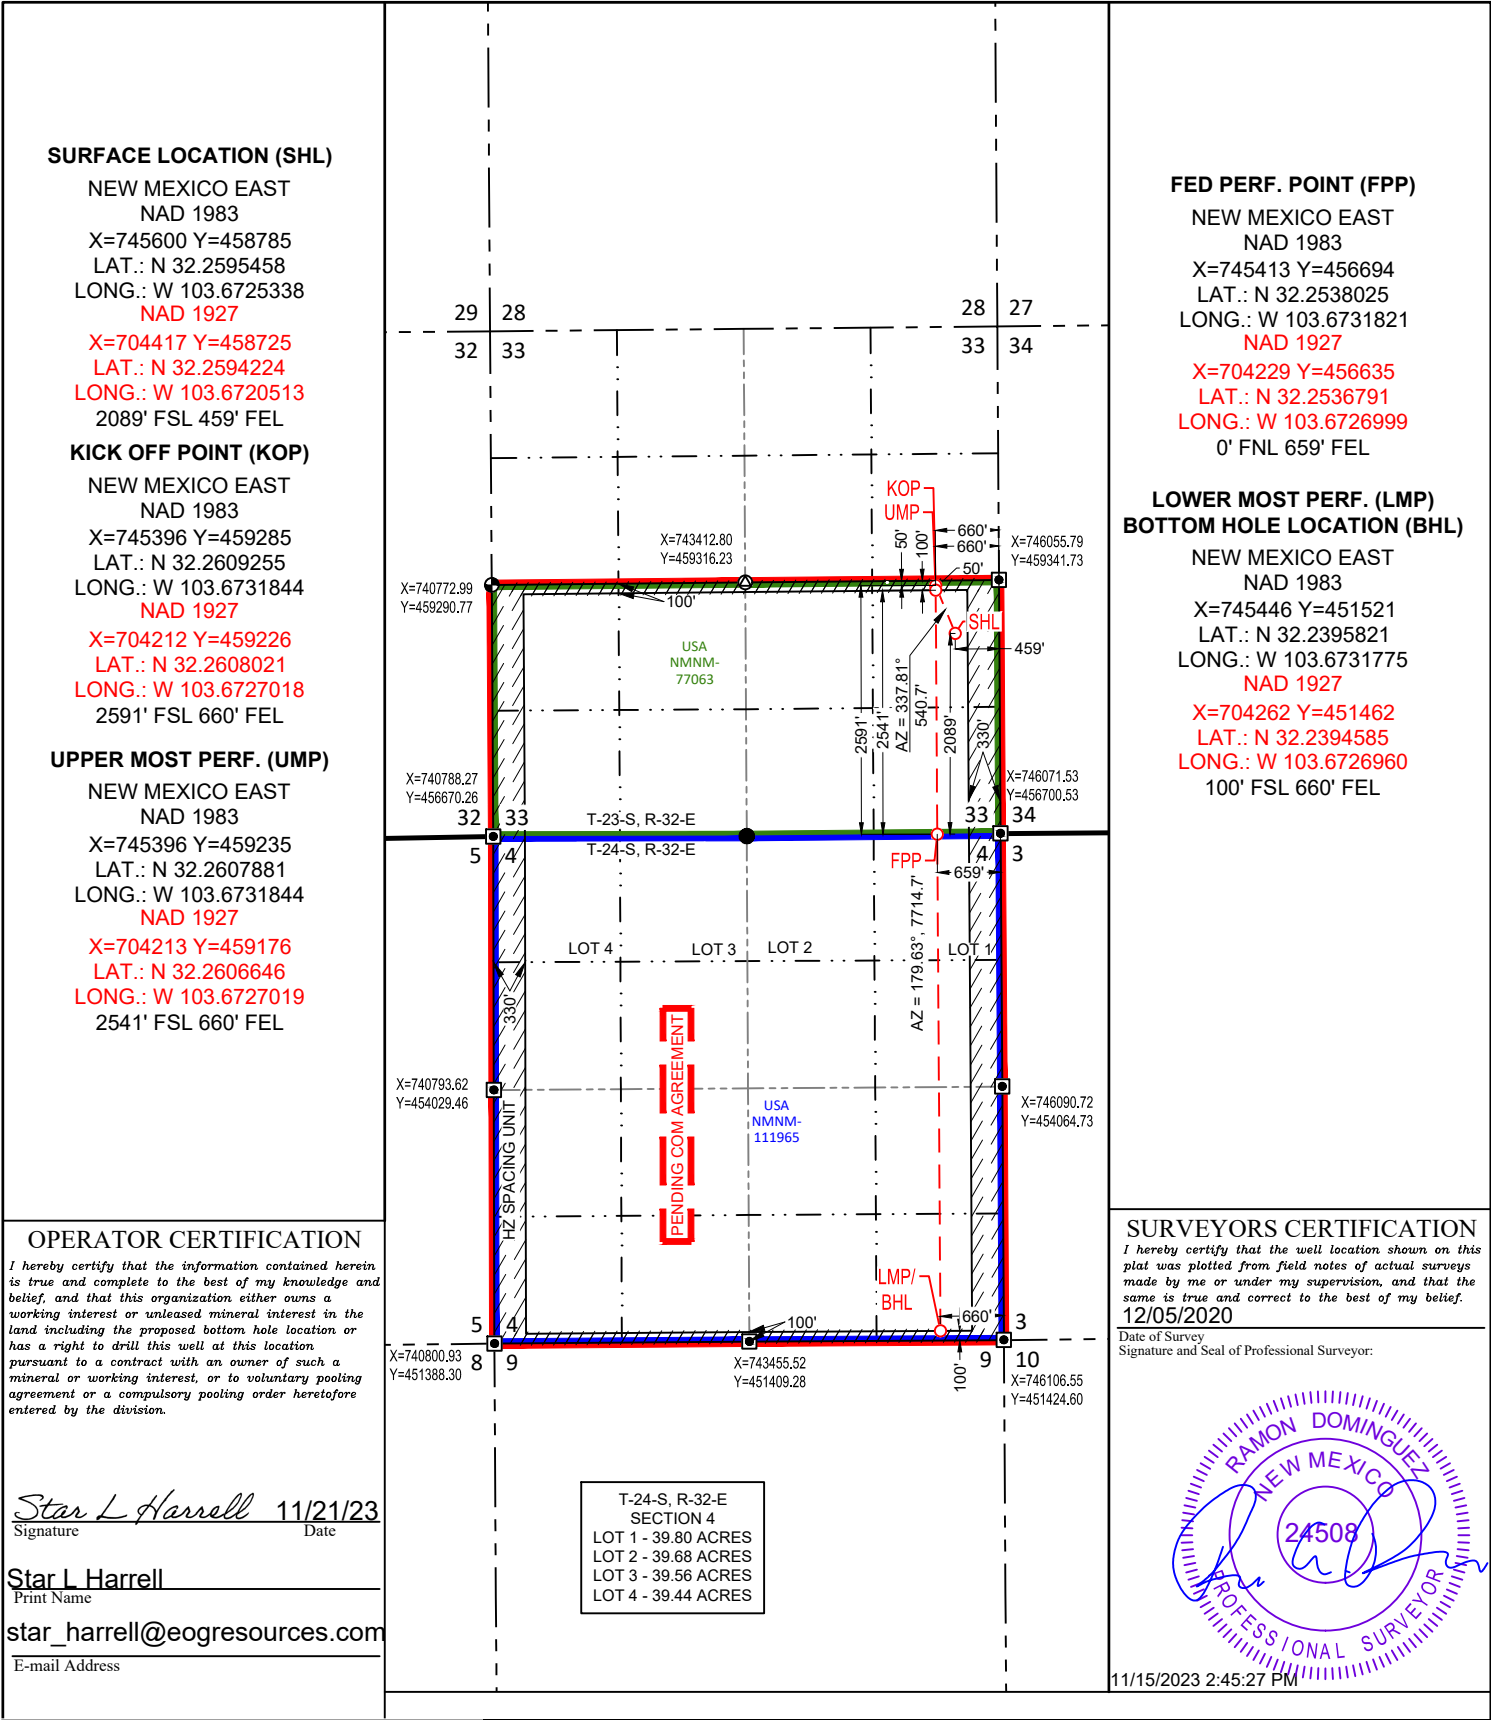 SURFACE LOCATION (SHL)
NEW MEXICO EAST
NAD 1983
X=745600 Y=458785
LAT.: N 32.2595458
LONG.: W 103.6725338
NAD 1927
X=704417 Y=458725
LAT.: N 32.2594224
LONG.: W 103.6720513
2089' FSL 459' FEL
KICK OFF POINT (KOP)
NEW MEXICO EAST
NAD 1983
X=745396 Y=459285
LAT.: N 32.2609255
LONG.: W 103.6731844
NAD 1927
X=704212 Y=459226
LAT.: N 32.2608021
LONG.: W 103.6727018
2591' FSL 660' FEL
UPPER MOST PERF. (UMP)
NEW MEXICO EAST
NAD 1983
X=745396 Y=459235
LAT.: N 32.2607881
LONG.: W 103.6731844
NAD 1927
X=704213 Y=459176
LAT.: N 32.2606646
LONG.: W 103.6727019
2541' FSL 660' FEL
OPERATOR CERTIFICATION
I hereby certify that the information contained herein
is true and complete to the best of my knowledge and
belief, and that this organization either owns a
working interest or unleased mineral interest in the
land including the proposed bottom hole location or
has a right to drill this well at this location
pursuant to a contract with an owner of such a
mineral or working interest, or to voluntary pooling
agreement or a compulsory pooling order heretofore
entered by the division.
Star L Harrell 11/21/23
Signature Date
Star L Harrell
Print Name
star_harrell@eogresources.com
E-mail Address
29 28
28 27
32 33
33 34
KOP
UMP
660'
660'
50'
100'
50'
X=743412.80
Y=459316.23
X=746055.79
Y=459341.73
X=740772.99
Y=459290.77
100'
SHL
459'
USA
NMNM-
77063
2591'
2541'
AZ = 337.81°
540.7'
2089'
330'
X=740788.27
Y=456670.26
X=746071.53
Y=456700.53
32 33
33 34
T-23-S, R-32-E
T-24-S, R-32-E
5 4
4 3
FPP
659'
AZ = 179.63°, 7714.7'
LOT 4
LOT 3
LOT 2
LOT 1
330'
HZ SPACING UNIT
PENDING COM AGREEMENT
X=740793.62
Y=454029.46
USA
NMNM-
111965
X=746090.72
Y=454064.73
LMP/
BHL
660'
100'
100'
5 4
3
8 9
9 10
X=740800.93
Y=451388.30
X=743455.52
Y=451409.28
X=746106.55
Y=451424.60
T-24-S, R-32-E
SECTION 4
LOT 1 - 39.80 ACRES
LOT 2 - 39.68 ACRES
LOT 3 - 39.56 ACRES
LOT 4 - 39.44 ACRES
FED PERF. POINT (FPP)
NEW MEXICO EAST
NAD 1983
X=745413 Y=456694
LAT.: N 32.2538025
LONG.: W 103.6731821
NAD 1927
X=704229 Y=456635
LAT.: N 32.2536791
LONG.: W 103.6726999
0' FNL 659' FEL
LOWER MOST PERF. (LMP)
BOTTOM HOLE LOCATION (BHL)
NEW MEXICO EAST
NAD 1983
X=745446 Y=451521
LAT.: N 32.2395821
LONG.: W 103.6731775
NAD 1927
X=704262 Y=451462
LAT.: N 32.2394585
LONG.: W 103.6726960
100' FSL 660' FEL
SURVEYORS CERTIFICATION
I hereby certify that the well location shown on this
plat was plotted from field notes of actual surveys
made by me or under my supervision, and that the
same is true and correct to the best of my belief.
12/05/2020
Date of Survey
Signature and Seal of Professional Surveyor:
RAMON DOMINGUEZ
NEW MEXICO
24508
PROFESSIONAL SURVEYOR
11/15/2023 2:45:27 PM